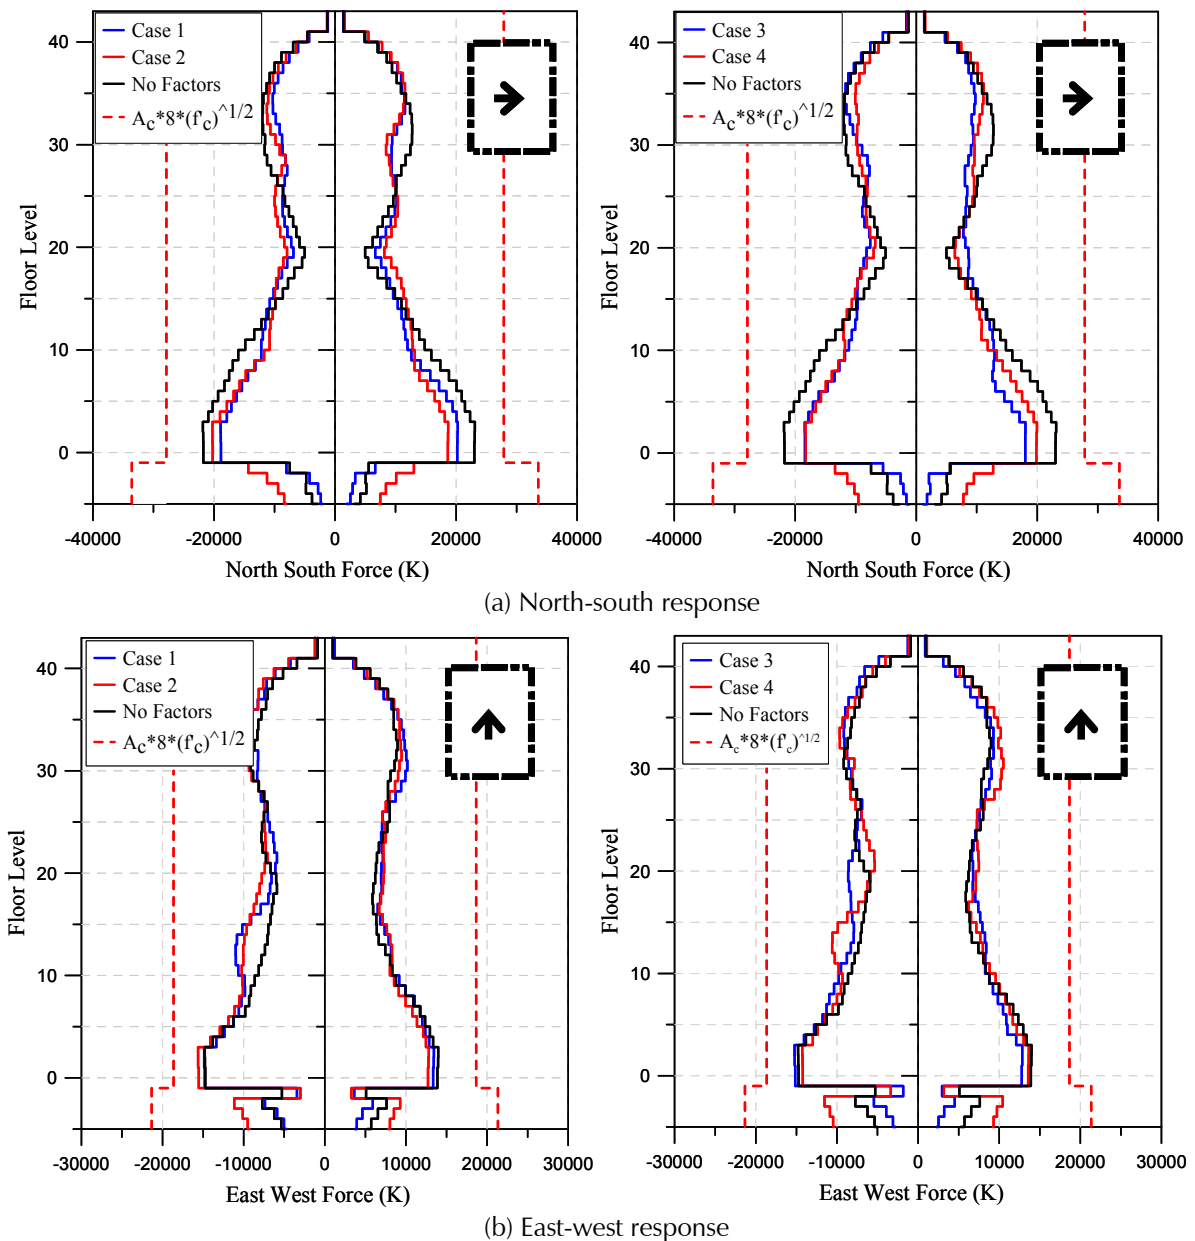 Case 1
Case 2
No Factors
Ac*8*(f'c)^1/2
40
30
20
10
0
Floor Level
-40000 -20000 0 20000 40000
North South Force (K)
Case 3
Case 4
No Factors
Ac*8*(f'c)^1/2
40
30
20
10
0
Floor Level
-40000 -20000 0 20000 40000
North South Force (K)
(a) North-south response
Case 1
Case 2
No Factors
Ac*8*(f'c)^1/2
40
30
20
10
0
Floor Level
-30000 -20000 -10000 0 10000 20000 30000
East West Force (K)
Case 3
Case 4
No Factors
Ac*8*(f'c)^1/2
40
30
20
10
0
Floor Level
-30000 -20000 -10000 0 10000 20000 30000
East West Force (K)
(b) East-west response